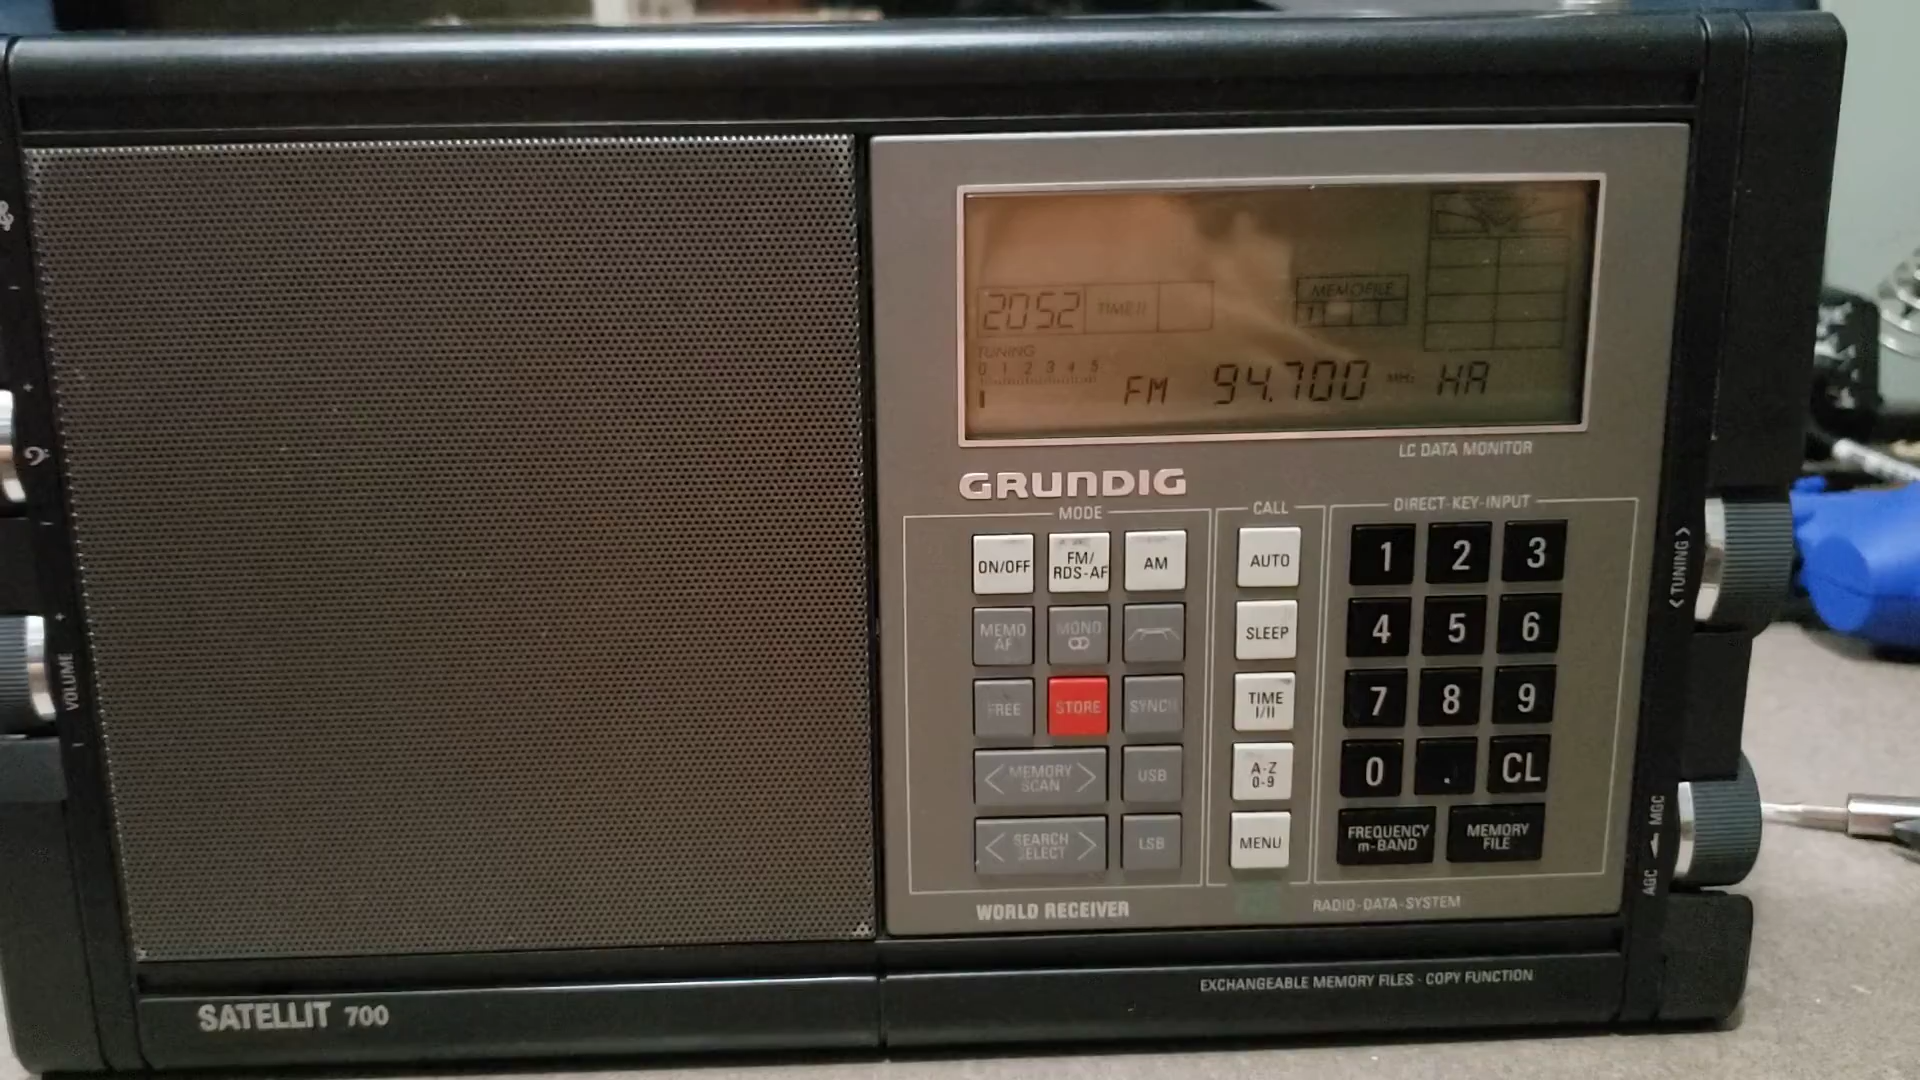 MEMOFILE
2052 TIME II
TUNING
0 1 2 3 4 5
FM 94.700 MHz HA
LC DATA MONITOR
GRUNDIG
MODE CALL DIRECT-KEY-INPUT
ON/OFF FM/RDS-AF AM AUTO 1 2 3
MEMO AF MONO SLEEP 4 5 6
FREE STORE SYNCH TIME I/II 7 8 9
< MEMORY SCAN > USB A-Z 0-9 0 . CL
< SEARCH SELECT > LSB MENU FREQUENCY m-BAND MEMORY FILE
WORLD RECEIVER RADIO-DATA-SYSTEM
EXCHANGEABLE MEMORY FILES - COPY FUNCTION
SATELLIT 700
VOLUME
< TUNING >
AGC MGC